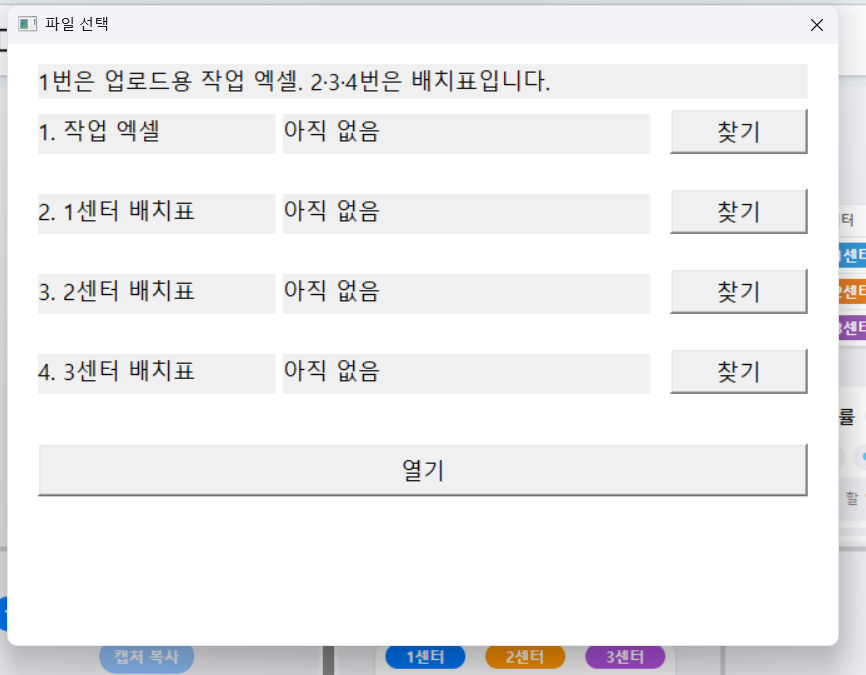 파일 선택
1번은 업로드용 작업 엑셀. 2·3·4번은 배치표입니다.
1. 작업 엑셀 아직 없음 찾기
2. 1센터 배치표 아직 없음 찾기
3. 2센터 배치표 아직 없음 찾기
4. 3센터 배치표 아직 없음 찾기
열기
캡처 복사 1센터 2센터 3센터